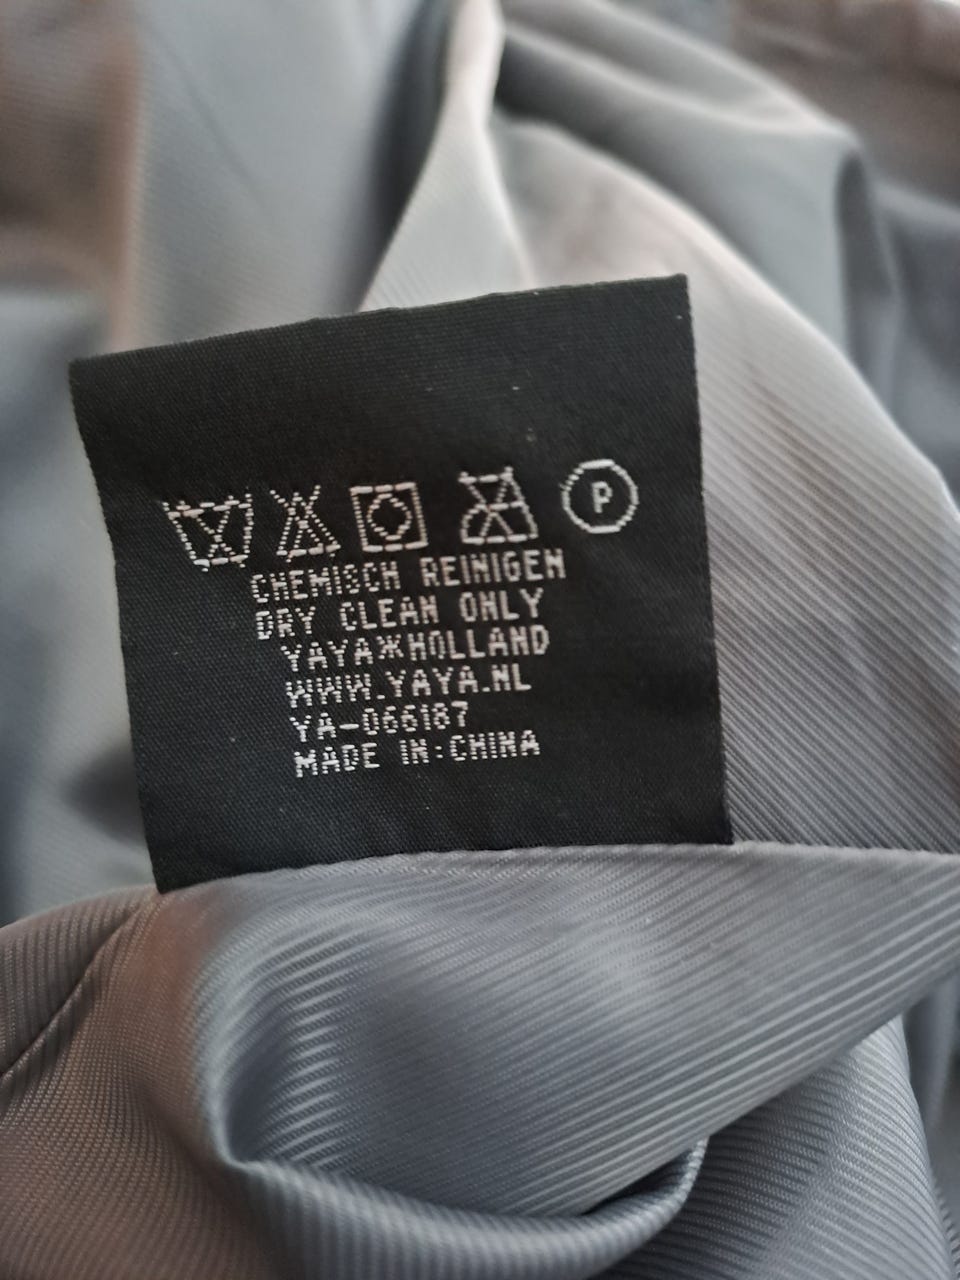 P
CHEMISCH REINIGEN
DRY CLEAN ONLY
YAYA*HOLLAND
WWW.YAYA.NL
YA-066187
MADE IN:CHINA